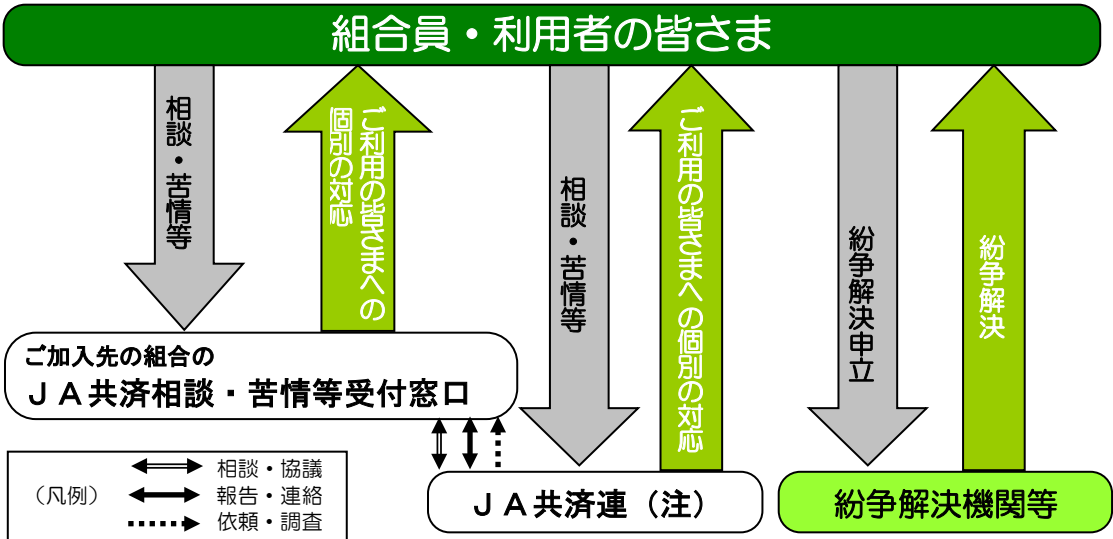 組合員・利用者の皆さま
相談・苦情等
ご利用の皆さまへの
個別の対応
相談・苦情等
ご利用の皆さまへの個別の対応
紛争解決申立
紛争解決
ご加入先の組合の
ＪＡ共済相談・苦情等受付窓口
ＪＡ共済連（注）
紛争解決機関等
（凡例）
相談・協議
報告・連絡
依頼・調査